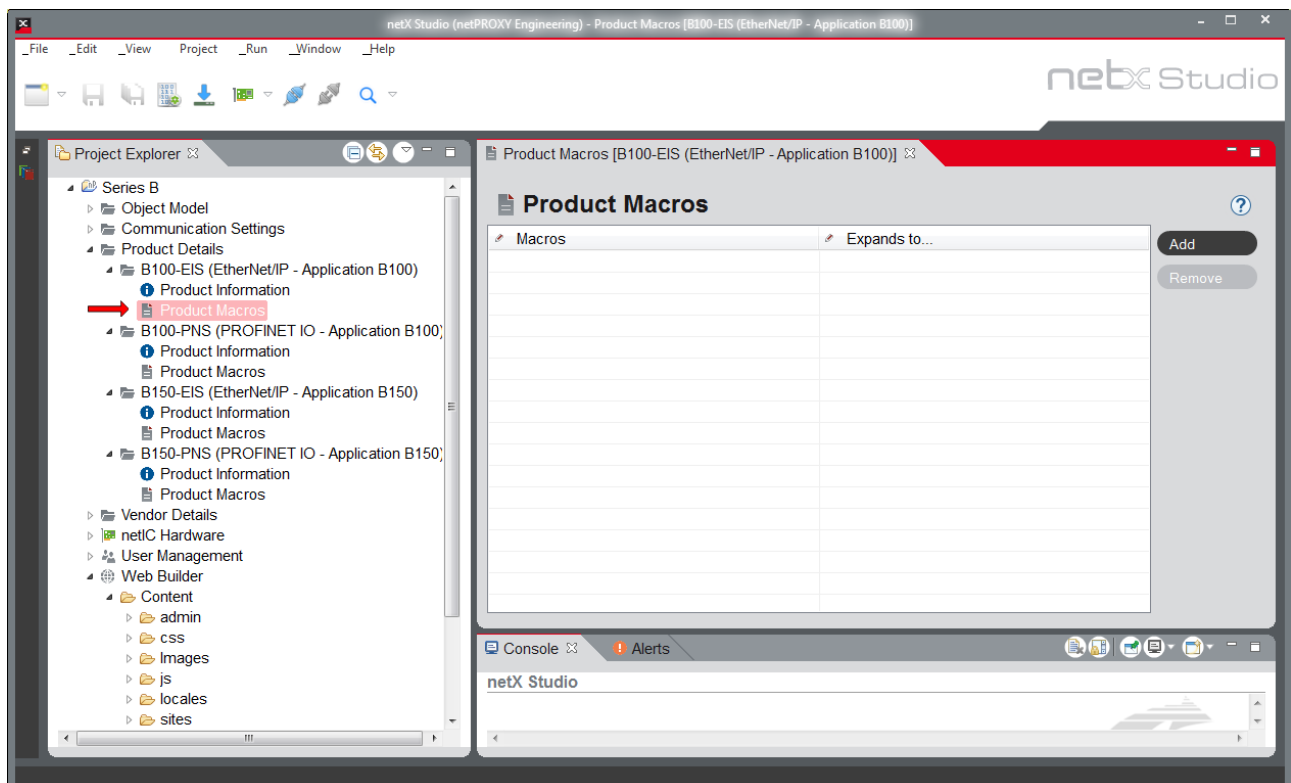 netX Studio (netPROXY Engineering) - Product Macros [B100-EIS (EtherNet/IP - Application B100)]
_File _Edit _View Project _Run _Window _Help
netX Studio
Project Explorer
Series B
Object Model
Communication Settings
Product Details
B100-EIS (EtherNet/IP - Application B100)
Product Information
Product Macros
B100-PNS (PROFINET IO - Application B100)
Product Information
Product Macros
B150-EIS (EtherNet/IP - Application B150)
Product Information
Product Macros
B150-PNS (PROFINET IO - Application B150)
Product Information
Product Macros
Vendor Details
netIC Hardware
User Management
Web Builder
Content
admin
css
Images
js
locales
sites
Product Macros [B100-EIS (EtherNet/IP - Application B100)]
Product Macros
Macros Expands to...
Add
Remove
Console Alerts
netX Studio